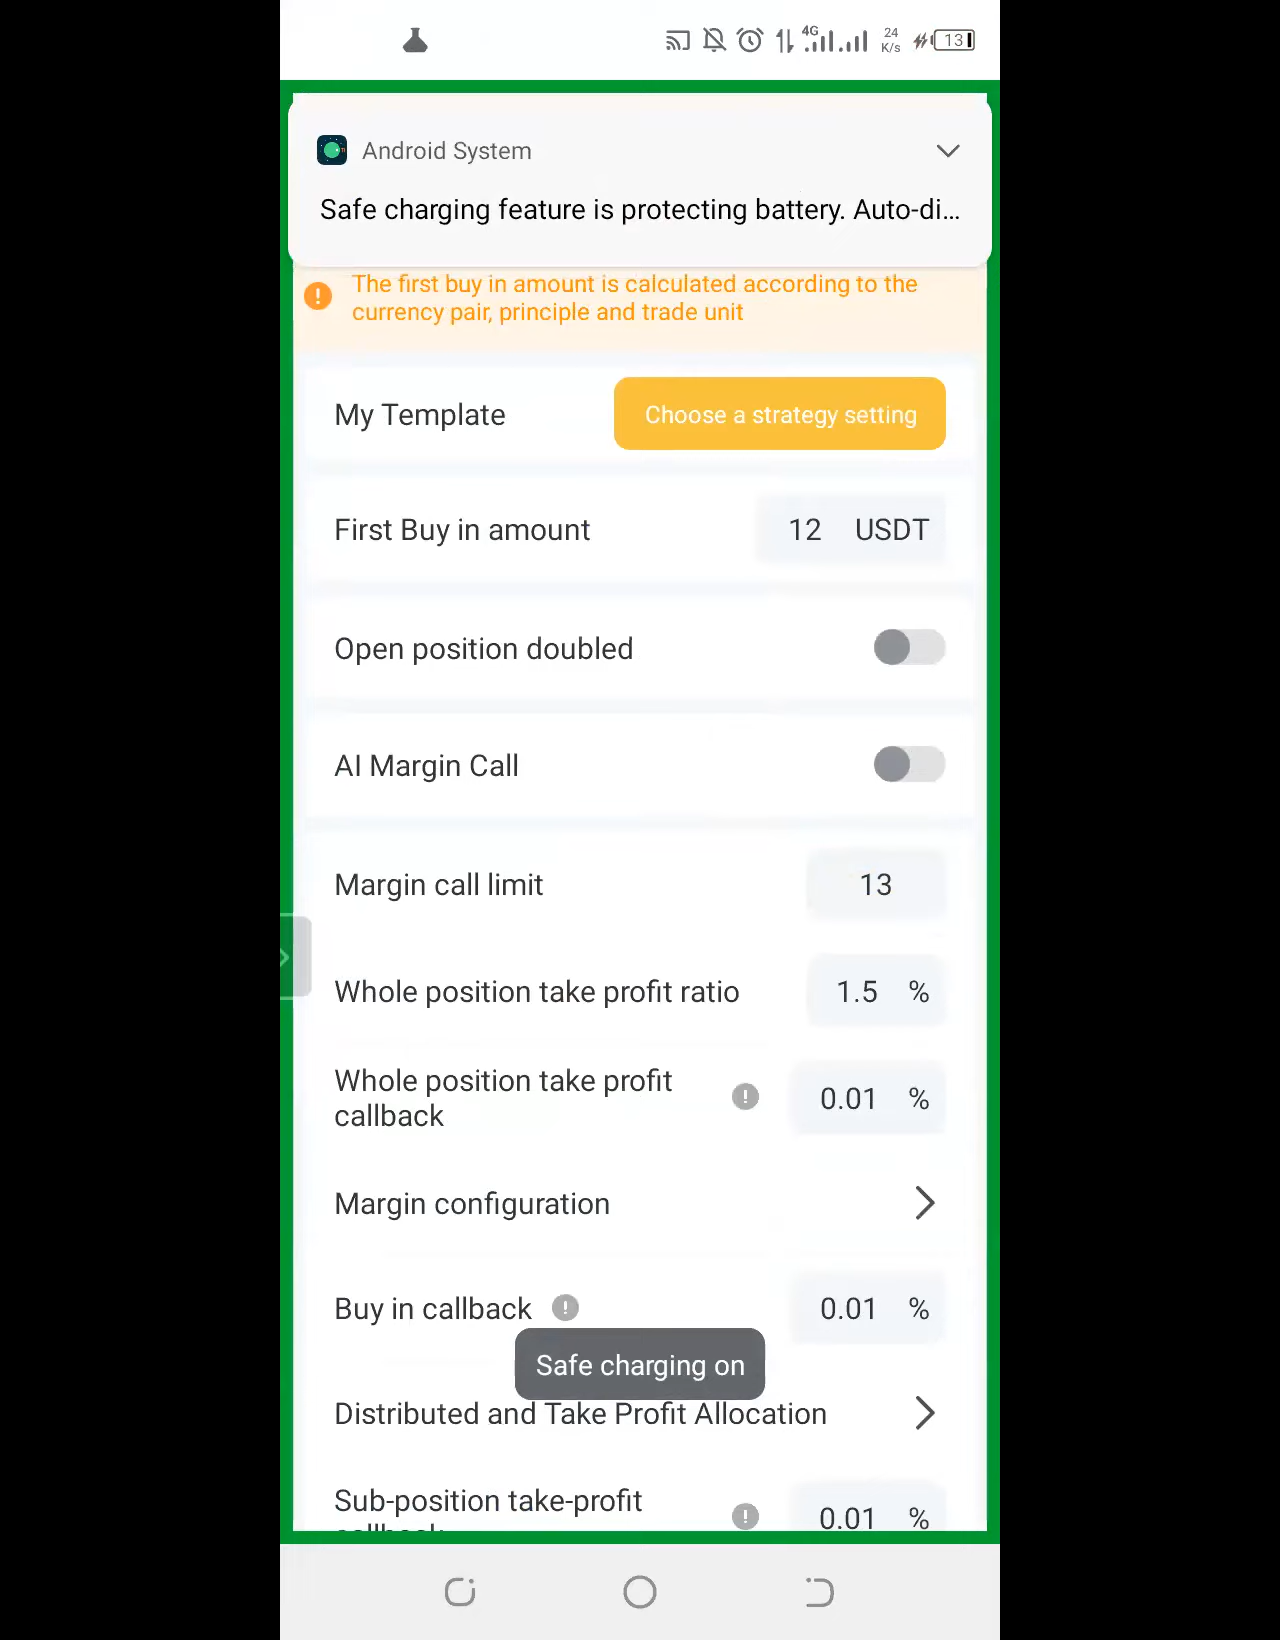 4G
24
K/s
13
Android System
Safe charging feature is protecting battery. Auto-di...
The first buy in amount is calculated according to the
currency pair, principle and trade unit
My Template
Choose a strategy setting
First Buy in amount
12 USDT
Open position doubled
AI Margin Call
Margin call limit
13
Whole position take profit ratio
1.5 %
Whole position take profit
callback
0.01 %
Margin configuration
Buy in callback
0.01 %
Safe charging on
Distributed and Take Profit Allocation
Sub-position take-profit
0.01 %